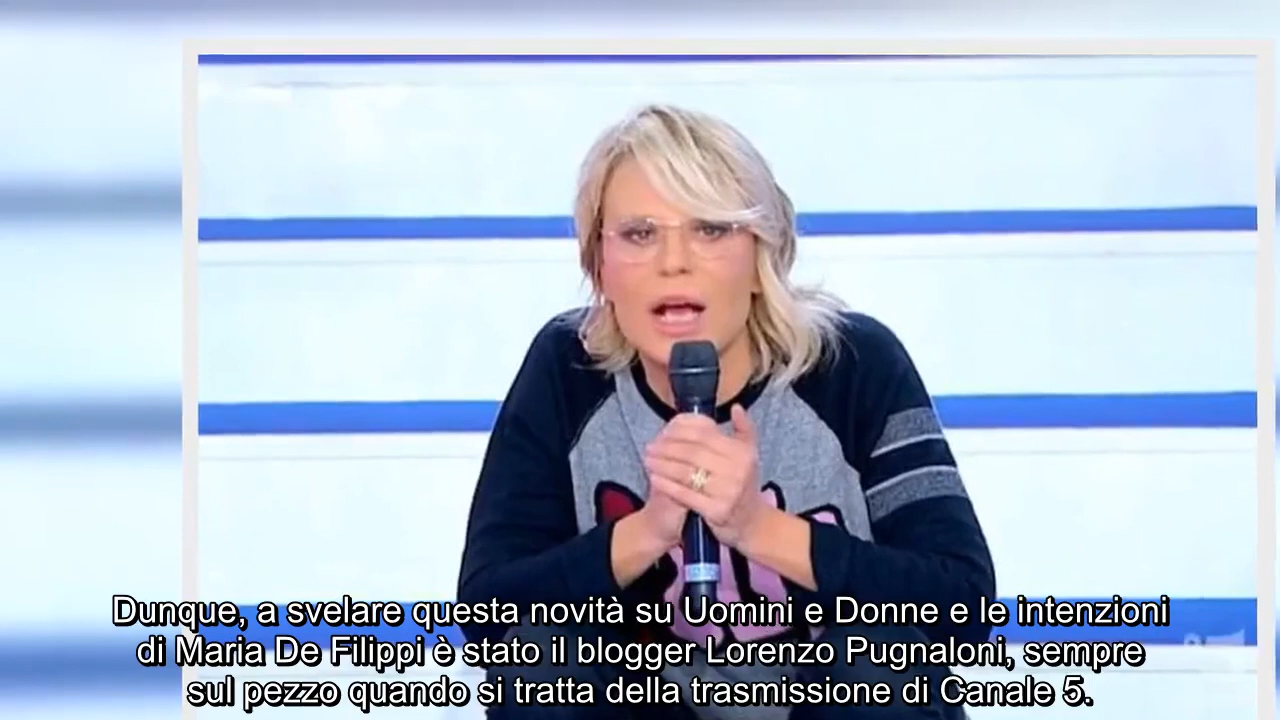 Dunque, a svelare questa novità su Uomini e Donne e le intenzioni
di Maria De Filippi è stato il blogger Lorenzo Pugnaloni, sempre
sul pezzo quando si tratta della trasmissione di Canale 5.